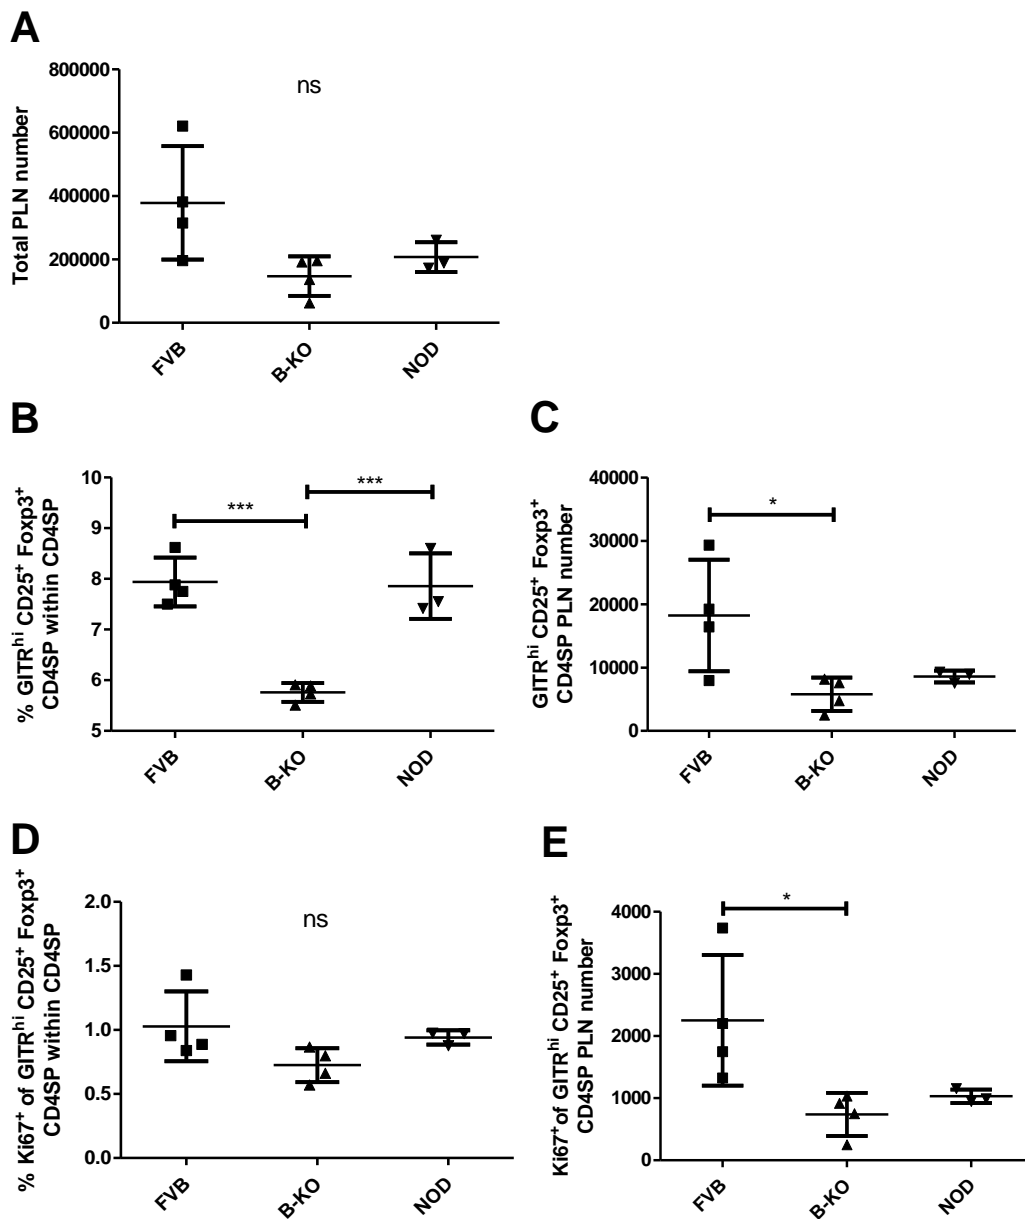 A
Total PLN number
800000
600000
400000
200000
0
ns
FVB
B-KO
NOD
B
% GITRhi CD25+ Foxp3+
CD4SP within CD4SP
10
9
8
7
6
5
***
***
FVB
B-KO
NOD
C
GITRhi CD25+ Foxp3+
CD4SP PLN number
40000
30000
20000
10000
0
*
FVB
B-KO
NOD
D
% Ki67+ of GITRhi CD25+ Foxp3+
CD4SP within CD4SP
2.0
1.5
1.0
0.5
0.0
ns
FVB
B-KO
NOD
E
Ki67+ of GITRhi CD25+ Foxp3+
CD4SP PLN number
4000
3000
2000
1000
0
*
FVB
B-KO
NOD